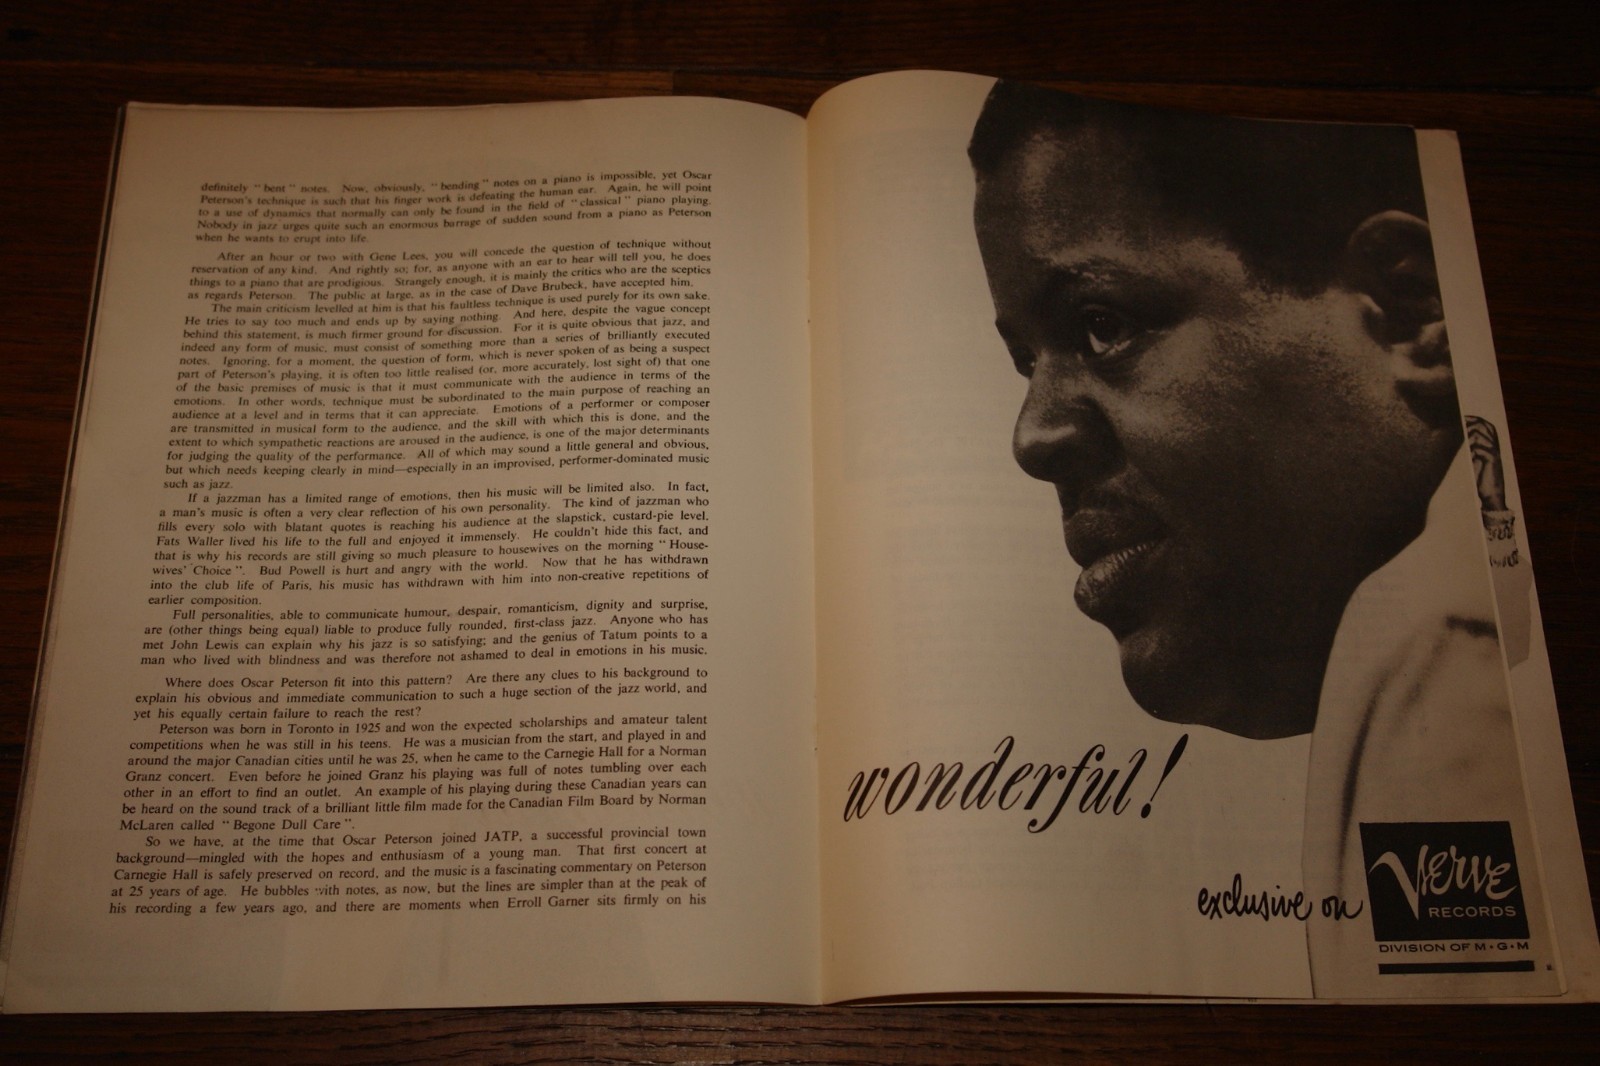 definitely " bent " notes. Now, obviously, " bending " notes on a piano is impossible, yet Oscar
Peterson's technique is such that his finger work is defeating the human ear. Again, he will point
to a use of dynamics that normally can only be found in the field of " classical " piano playing.
Nobody in jazz urges quite such an enormous barrage of sudden sound from a piano as Peterson
when he wants to erupt into life.
After an hour or two with Gene Lees, you will concede the question of technique without
reservation of any kind. And rightly so; for, as anyone with an ear to hear will tell you, he does
things to a piano that are prodigious. Strangely enough, it is mainly the critics who are the sceptics
as regards Peterson. The public at large, as in the case of Dave Brubeck, have accepted him.
The main criticism levelled at him is that his faultless technique is used purely for its own sake.
He tries to say too much and ends up by saying nothing. And here, despite the vague concept
behind this statement, is much firmer ground for discussion. For it is quite obvious that jazz, and
indeed any form of music, must consist of something more than a series of brilliantly executed
notes. Ignoring, for a moment, the question of form, which is never spoken of as being a suspect
part of Peterson's playing, it is often too little realised (or, more accurately, lost sight of) that one
of the basic premises of music is that it must communicate with the audience in terms of the
emotions. In other words, technique must be subordinated to the main purpose of reaching an
audience at a level and in terms that it can appreciate. Emotions of a performer or composer
are transmitted in musical form to the audience, and the skill with which this is done, and the
extent to which sympathetic reactions are aroused in the audience, is one of the major determinants
for judging the quality of the performance. All of which may sound a little general and obvious,
but which needs keeping clearly in mind—especially in an improvised, performer-dominated music
such as jazz.
If a jazzman has a limited range of emotions, then his music will be limited also. In fact,
a man's music is often a very clear reflection of his own personality. The kind of jazzman who
fills every solo with blatant quotes is reaching his audience at the slapstick, custard-pie level.
Fats Waller lived his life to the full and enjoyed it immensely. He couldn't hide this fact, and
that is why his records are still giving so much pleasure to housewives on the morning " House-
wives' Choice ". Bud Powell is hurt and angry with the world. Now that he has withdrawn
into the club life of Paris, his music has withdrawn with him into non-creative repetitions of
earlier composition.
Full personalities, able to communicate humour, despair, romanticism, dignity and surprise,
are (other things being equal) liable to produce fully rounded, first-class jazz. Anyone who has
met John Lewis can explain why his jazz is so satisfying; and the genius of Tatum points to a
man who lived with blindness and was therefore not ashamed to deal in emotions in his music.
Where does Oscar Peterson fit into this pattern? Are there any clues to his background to
explain his obvious and immediate communication to such a huge section of the jazz world, and
yet his equally certain failure to reach the rest?
Peterson was born in Toronto in 1925 and won the expected scholarships and amateur talent
competitions when he was still in his teens. He was a musician from the start, and played in and
around the major Canadian cities until he was 25, when he came to the Carnegie Hall for a Norman
Granz concert. Even before he joined Granz his playing was full of notes tumbling over each
other in an effort to find an outlet. An example of his playing during these Canadian years can
be heard on the sound track of a brilliant little film made for the Canadian Film Board by Norman
McLaren called " Begone Dull Care ".
So we have, at the time that Oscar Peterson joined JATP, a successful provincial town
background—mingled with the hopes and enthusiasm of a young man. That first concert at
Carnegie Hall is safely preserved on record, and the music is a fascinating commentary on Peterson
at 25 years of age. He bubbles with notes, as now, but the lines are simpler than at the peak of
his recording a few years ago, and there are moments when Erroll Garner sits firmly on his
wonderful!
exclusive on
Verve
RECORDS
DIVISION OF M·G·M